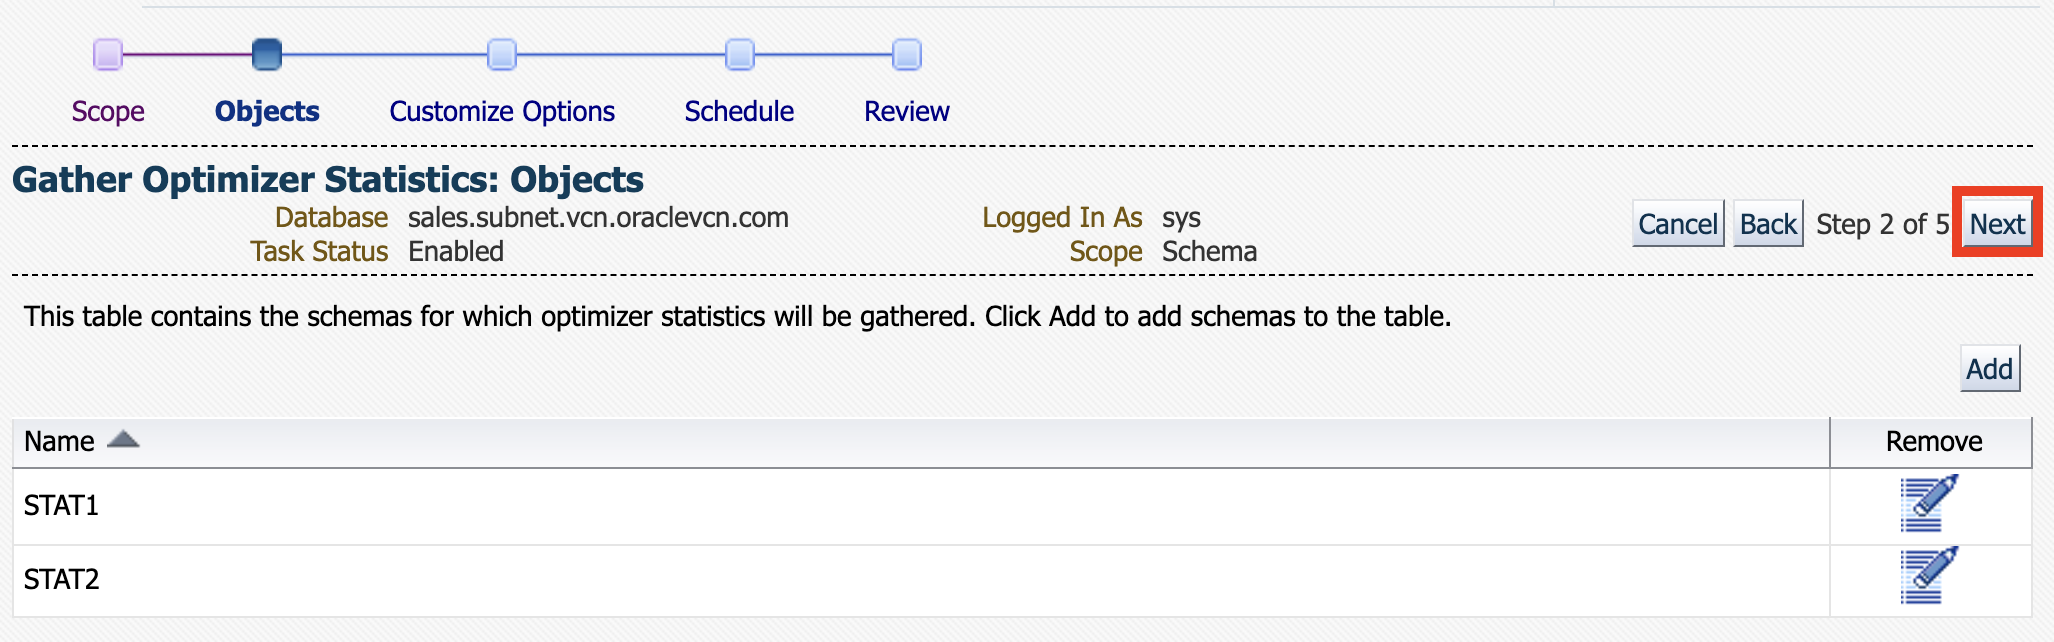 Scope Objects Customize Options Schedule Review
Gather Optimizer Statistics: Objects
Database sales.subnet.vcn.oraclevcn.com Logged In As sys
Task Status Enabled Scope Schema
Cancel Back Step 2 of 5 Next
This table contains the schemas for which optimizer statistics will be gathered. Click Add to add schemas to the table.
Add
Name Remove
STAT1
STAT2